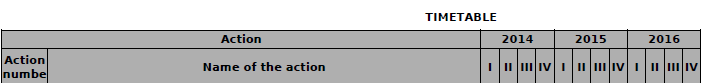 TIMETABLE
Action 2014 2015 2016
Action numbe Name of the action I II III IV I II III IV I II III IV